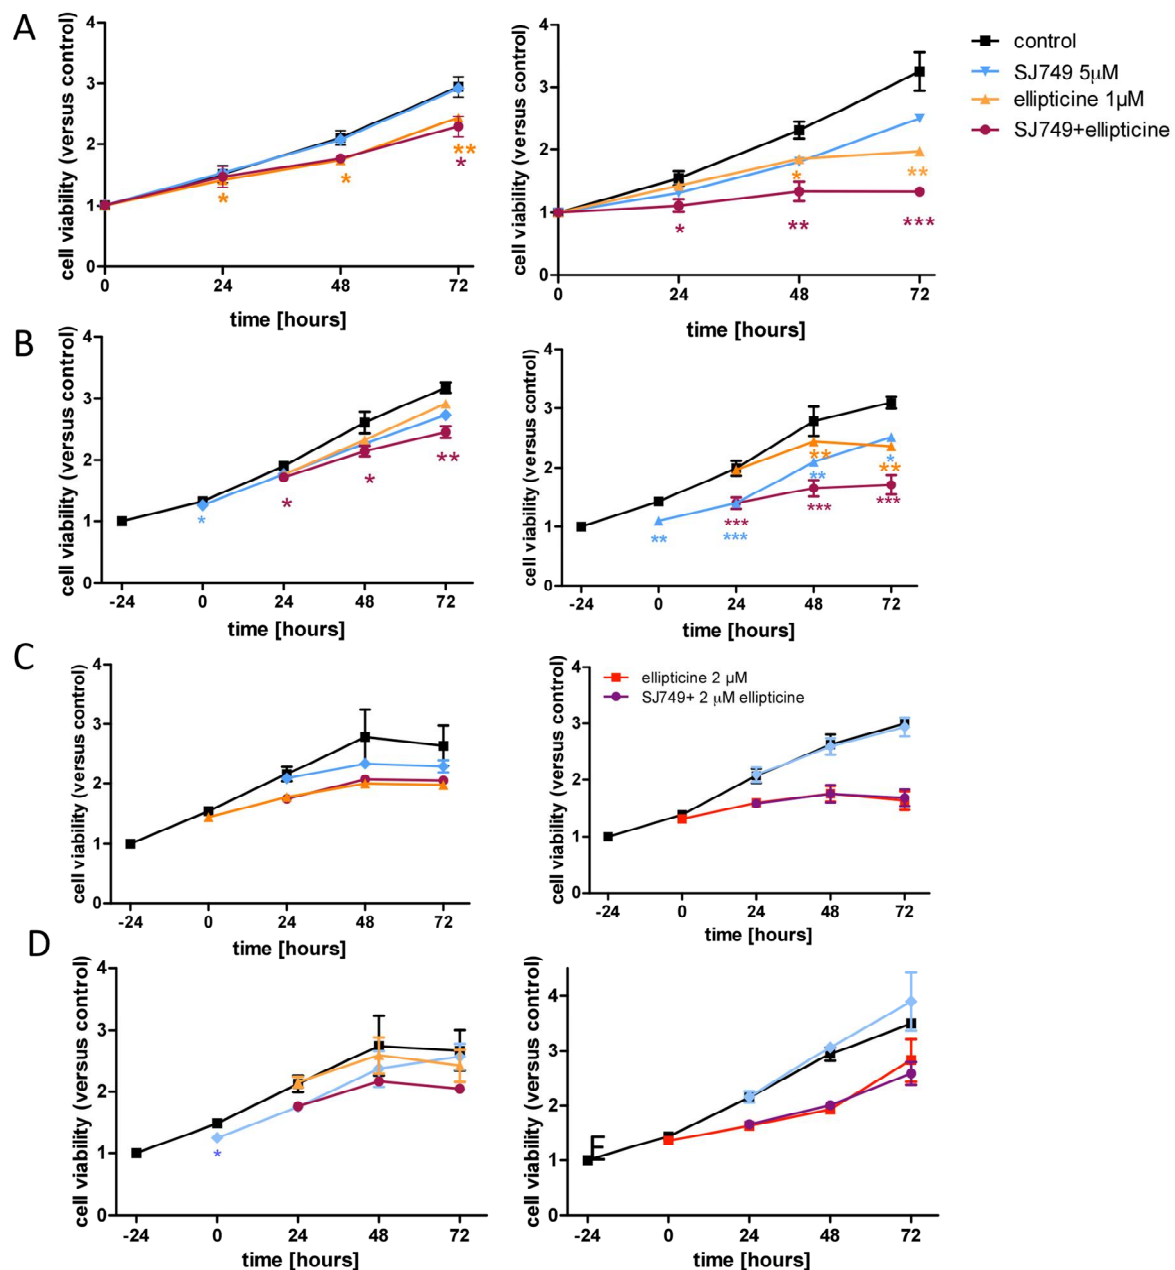 A
cell viability (versus control)
4
3
2
1
0
0 24 48 72
time [hours]
*
*
**
*
cell viability (versus control)
4
3
2
1
0
0 24 48 72
time [hours]
*
*
**
**
***
control
SJ749 5μM
ellipticine 1μM
SJ749+ellipticine
B
cell viability (versus control)
4
3
2
1
0
-24 0 24 48 72
time [hours]
*
*
*
**
cell viability (versus control)
4
3
2
1
0
-24 0 24 48 72
time [hours]
**
***
***
**
**
***
*
**
***
C
cell viability (versus control)
4
3
2
1
0
-24 0 24 48 72
time [hours]
cell viability (versus control)
4
3
2
1
0
-24 0 24 48 72
time [hours]
ellipticine 2 μM
SJ749+ 2 μM ellipticine
D
cell viability (versus control)
4
3
2
1
0
-24 0 24 48 72
time [hours]
*
cell viability (versus control)
4
3
2
1
0
-24 0 24 48 72
time [hours]
F